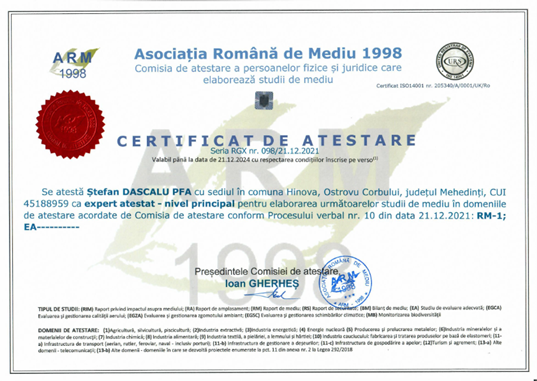 ARM
1998
Asociația Română de Mediu 1998
Comisia de atestare a persoanelor fizice și juridice care
elaborează studii de mediu
Certificat ISO14001 nr. 205340/A/0001/UK/Ro
CERTIFICAT DE ATESTARE
Seria RGX nr. 098/21.12.2021
Valabil până la data de 21.12.2024 cu respectarea condițiilor înscrise pe verso(1)
Se atestă Ștefan DASCALU PFA cu sediul în comuna Hinova, Ostrovu Corbului, județul Mehedinți, CUI
45188959 ca expert atestat - nivel principal pentru elaborarea următoarelor studii de mediu în domeniile
de atestare acordate de Comisia de atestare conform Procesului verbal nr. 10 din data 21.12.2021: RM-1;
EA----------
ARM
1998
Președintele Comisiei de atestare,
Ioan GHERHEȘ
TIPUL DE STUDII: (RIM) Raport privind impactul asupra mediului; (RA) Raport de amplasament; (RM) Raport de mediu; (RS) Raport de securitate; (BM) Bilanț de mediu; (EA) Studiu de evaluare adecvată; (EGCA)
Evaluarea și gestionarea calității aerului; (EGZA) Evaluarea și gestionarea zgomotului ambiant; (EGSC) Evaluarea și gestionarea schimbărilor climatice; (MB) Monitorizarea biodiversității
DOMENII DE ATESTARE: (1)Agricultură, silvicultură, piscicultură; (2)Industria extractivă; (3)Industria energetică; (4) Energie nucleară (5) Producerea și prelucrarea metalelor; (6)Industria mineralelor și a
materialelor de construcții; (7) Industria chimică; (8) Industria alimentară; (9) Industria textilă, a pielăriei, a lemnului și hârtiei; (10) Industria cauciucului: fabricarea și tratarea produselor pe bază de elastomeri; (11-
a) Infrastructura de transport (aerian, rutier, feroviar, naval - inclusiv porturi); (11-b) Infrastructura de gestionare a deșeurilor; (11-c) infrastructura de gospodărire a apelor; (12)Turism și agrement; (13-a) Alte
domenii - telecomunicații; (13-b) Alte domenii - domeniile în care se dezvoltă proiectele enumerate la pct. 11 din anexa nr. 2 la Legea 292/2018